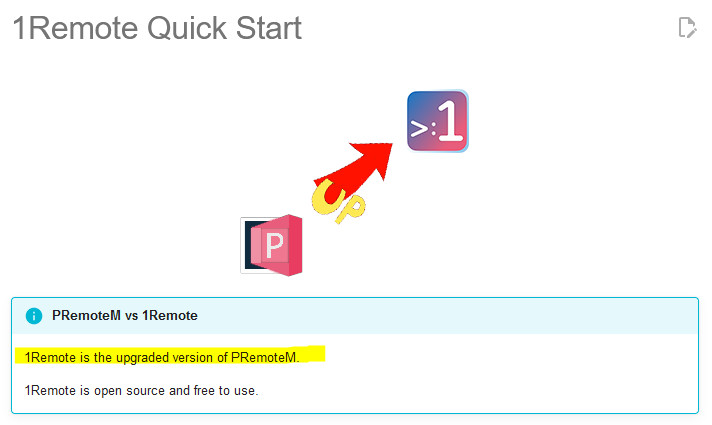 1Remote Quick Start
>:1
UP
P
PRemoteM vs 1Remote
1Remote is the upgraded version of PRemoteM.
1Remote is open source and free to use.